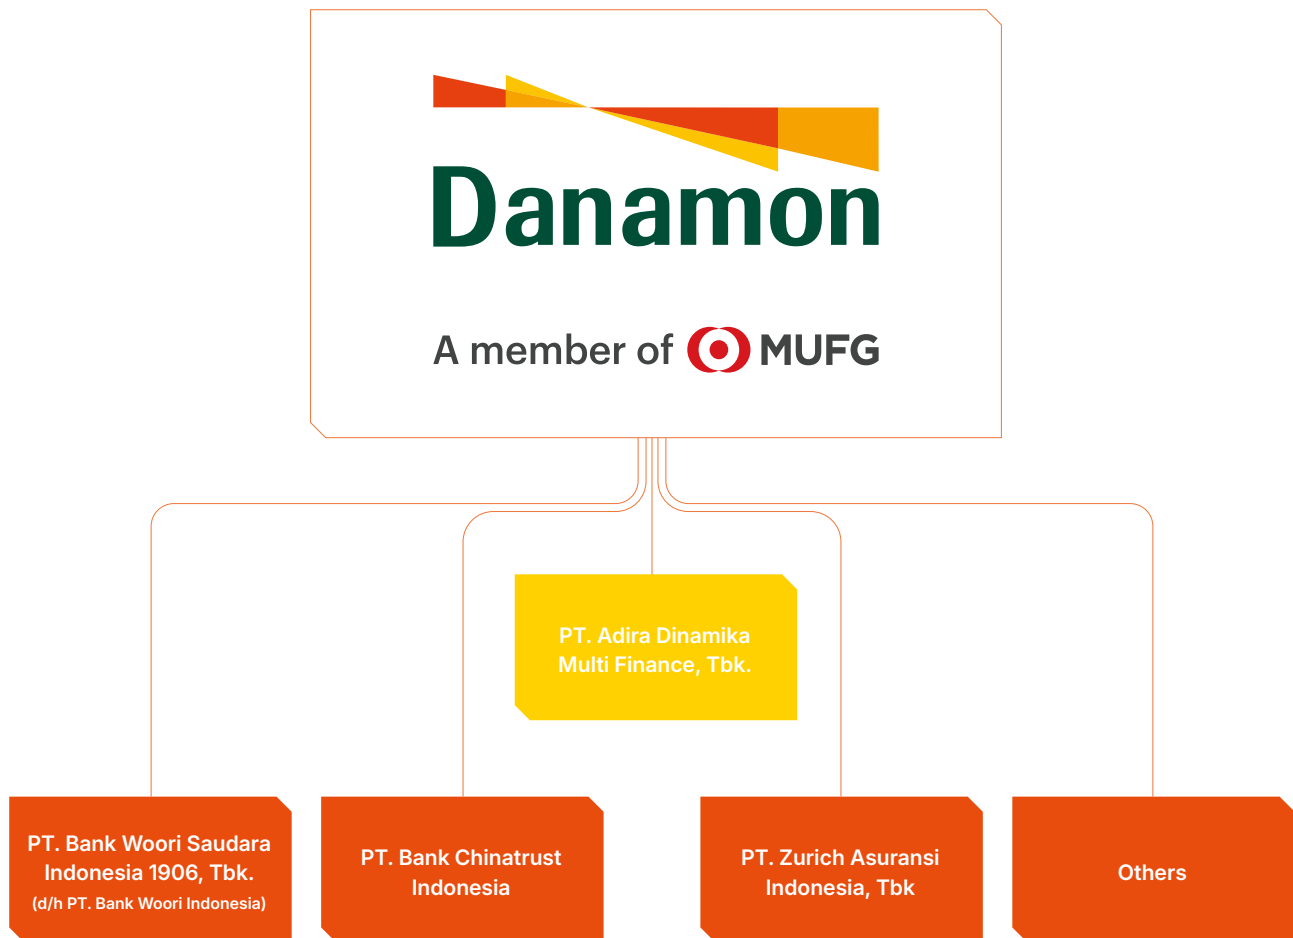 Danamon
A member of MUFG
PT. Adira Dinamika
Multi Finance, Tbk.
PT. Bank Woori Saudara
Indonesia 1906, Tbk.
(d/h PT. Bank Woori Indonesia)
PT. Bank Chinatrust
Indonesia
PT. Zurich Asuransi
Indonesia, Tbk
Others